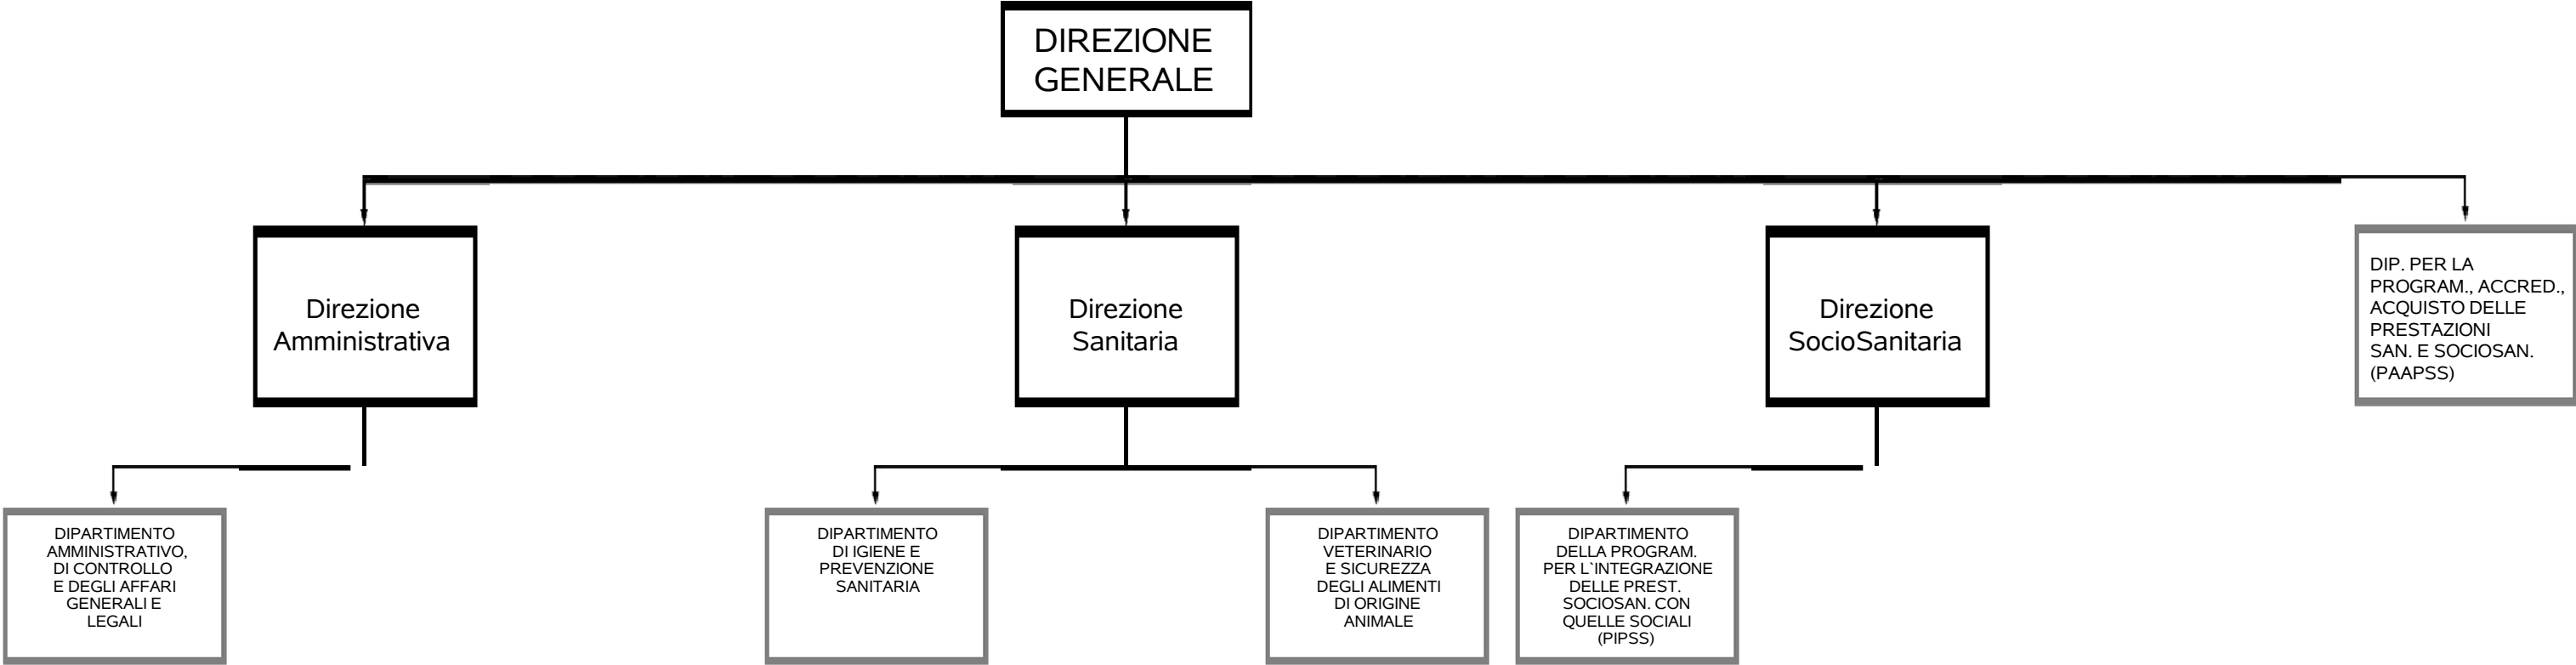 DIREZIONE
GENERALE
Direzione
Amministrativa
Direzione
Sanitaria
Direzione
SocioSanitaria
DIP. PER LA
PROGRAM., ACCRED.,
ACQUISTO DELLE
PRESTAZIONI
SAN. E SOCIOSAN.
(PAAPSS)
DIPARTIMENTO
AMMINISTRATIVO,
DI CONTROLLO
E DEGLI AFFARI
GENERALI E
LEGALI
DIPARTIMENTO
DI IGIENE E
PREVENZIONE
SANITARIA
DIPARTIMENTO
VETERINARIO
E SICUREZZA
DEGLI ALIMENTI
DI ORIGINE
ANIMALE
DIPARTIMENTO
DELLA PROGRAM.
PER L`INTEGRAZIONE
DELLE PREST.
SOCIOSAN. CON
QUELLE SOCIALI
(PIPSS)